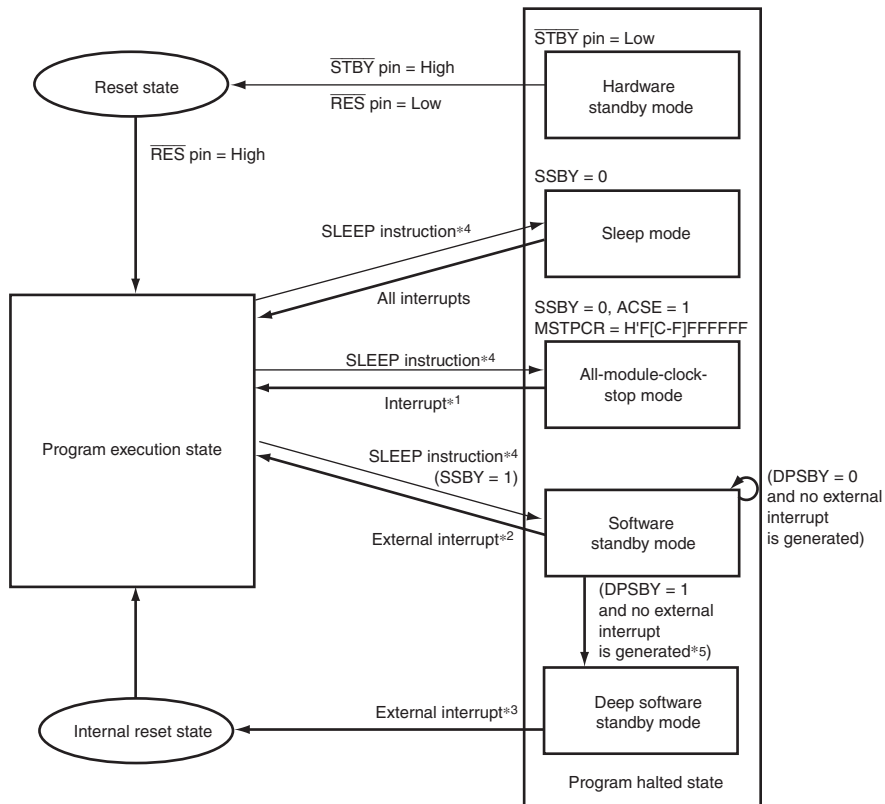 S̅T̅B̅Y̅ pin = Low
S̅T̅B̅Y̅ pin = High
R̅E̅S̅ pin = Low
Reset state
Hardware
standby mode
R̅E̅S̅ pin = High
SSBY = 0
SLEEP instruction*4
Sleep mode
All interrupts
SSBY = 0, ACSE = 1
MSTPCR = H'F[C-F]FFFFFF
SLEEP instruction*4
All-module-clock-
stop mode
Interrupt*1
Program execution state
SLEEP instruction*4
(SSBY = 1)
External interrupt*2
Software
standby mode
(DPSBY = 0
and no external
interrupt
is generated)
(DPSBY = 1
and no external
interrupt
is generated*5)
Deep software
standby mode
External interrupt*3
Internal reset state
Program halted state